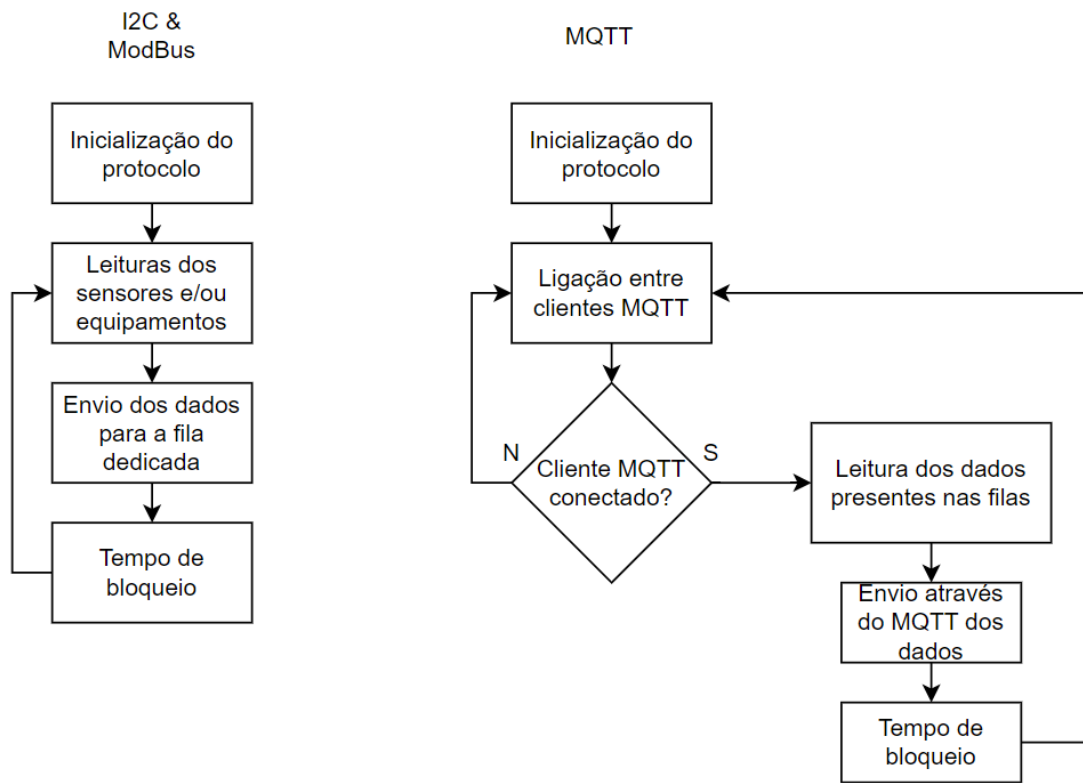 I2C &
ModBus
Inicialização do
protocolo
Leituras dos
sensores e/ou
equipamentos
Envio dos dados
para a fila
dedicada
Tempo de
bloqueio
MQTT
Inicialização do
protocolo
Ligação entre
clientes MQTT
N
S
Cliente MQTT
conectado?
Leitura dos dados
presentes nas filas
Envio através
do MQTT dos
dados
Tempo de
bloqueio